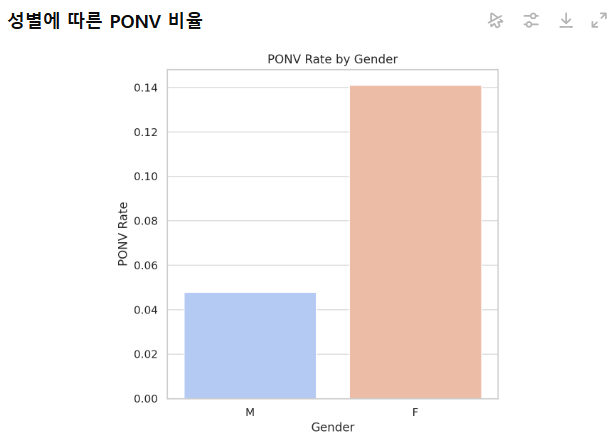 성별에 따른 PONV 비율
PONV Rate by Gender
PONV Rate
0.14
0.12
0.10
0.08
0.06
0.04
0.02
0.00
M F
Gender